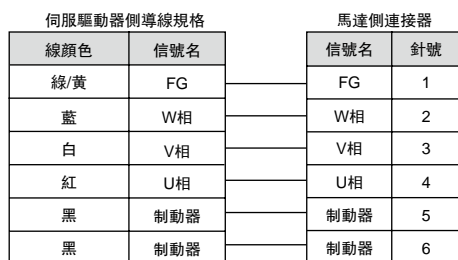 伺服驅動器側導線規格 馬達側連接器
線顏色 信號名 信號名 針號
綠/黃 FG FG 1
藍 W相 W相 2
白 V相 V相 3
紅 U相 U相 4
黑 制動器 制動器 5
黑 制動器 制動器 6